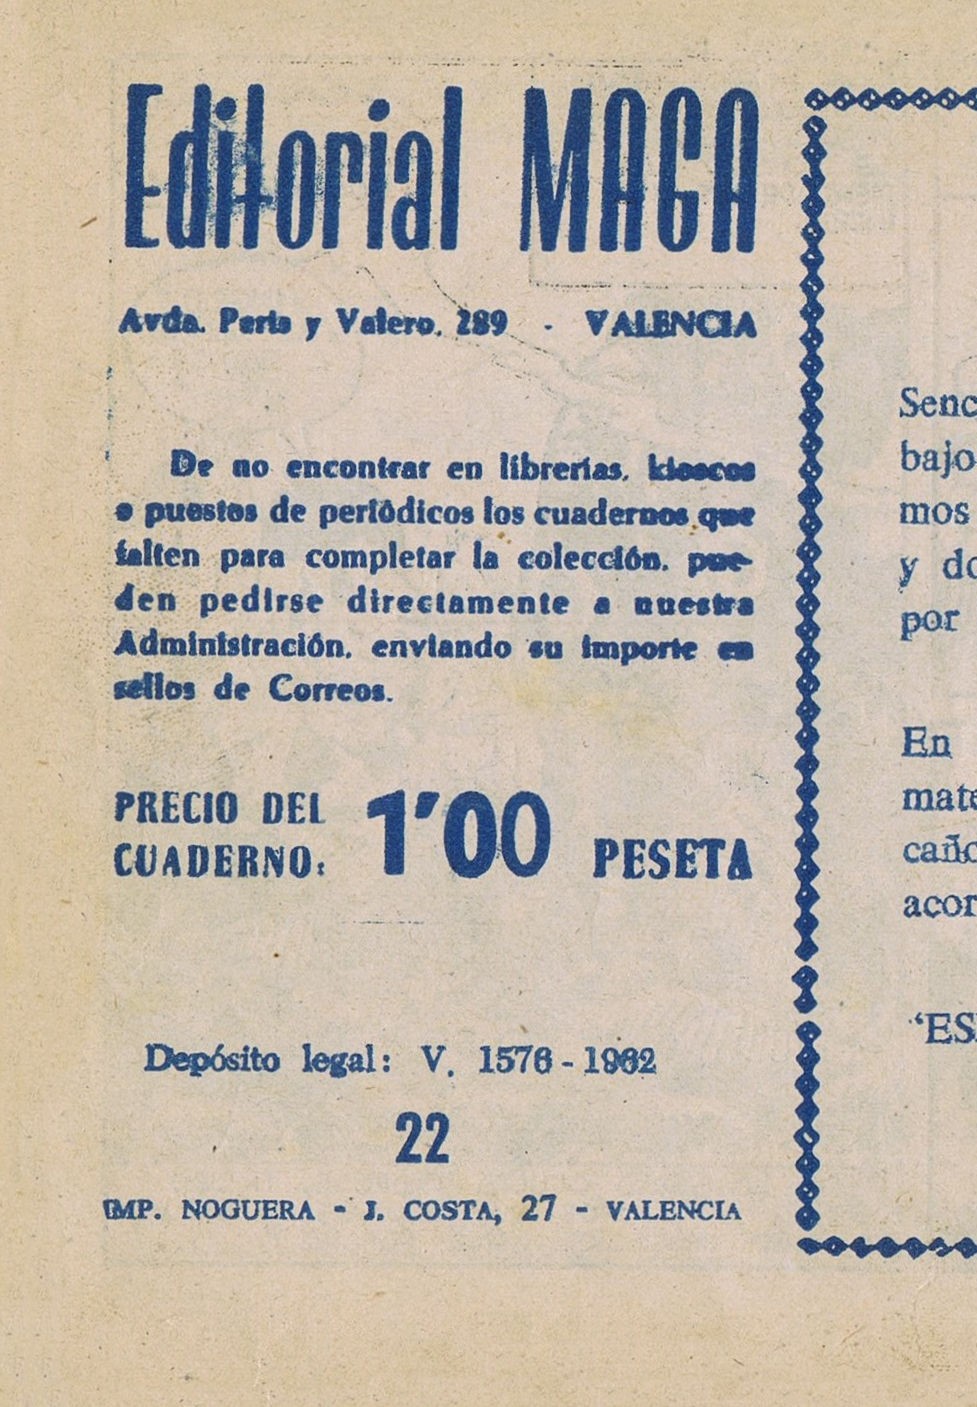 Editorial MAGA
Avda. Peris y Valero, 289 - VALENCIA
De no encontrar en librerías, kioscos
o puestos de periódicos los cuadernos que
falten para completar la colección, pue-
den pedirse directamente a nuestra
Administración, enviando su importe en
sellos de Correos.
PRECIO DEL
CUADERNO: 1'00 PESETA
Depósito legal: V. 1576 - 1962
22
IMP. NOGUERA - J. COSTA, 27 - VALENCIA
Senc
bajo
mos
y do
por
En
mate
caño
acor
‘ES